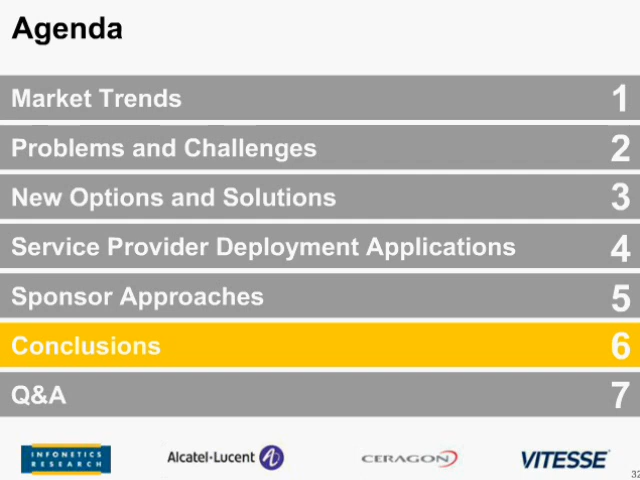 Agenda
Market Trends 1
Problems and Challenges 2
New Options and Solutions 3
Service Provider Deployment Applications 4
Sponsor Approaches 5
Conclusions 6
Q&A 7
INFONETICS
RESEARCH
Alcatel·Lucent
CERAGON
VITESSE
32